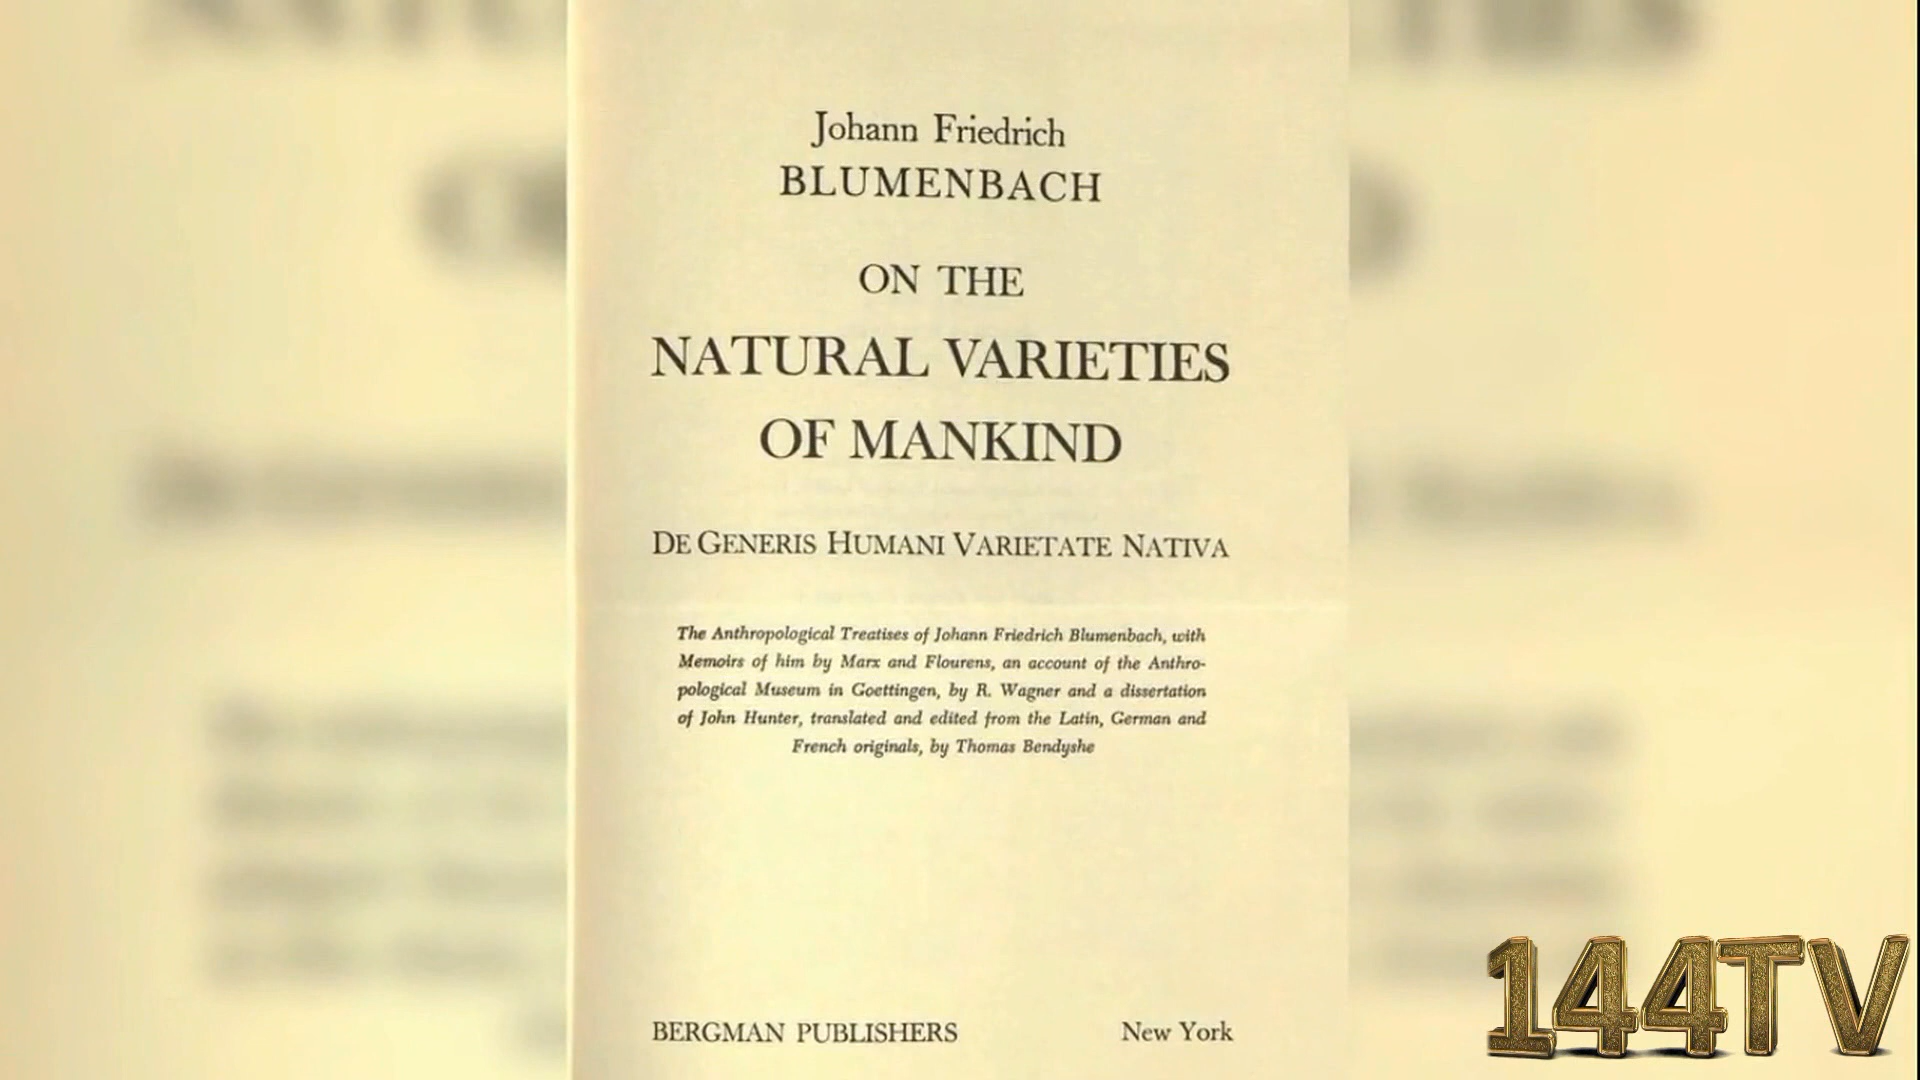 Johann Friedrich
BLUMENBACH
ON THE
NATURAL VARIETIES
OF MANKIND
DE GENERIS HUMANI VARIETATE NATIVA
The Anthropological Treatises of Johann Friedrich Blumenbach, with
Memoirs of him by Marx and Flourens, an account of the Anthro-
pological Museum in Goettingen, by R. Wagner and a dissertation
of John Hunter, translated and edited from the Latin, German and
French originals, by Thomas Bendyshe
BERGMAN PUBLISHERS New York
144TV